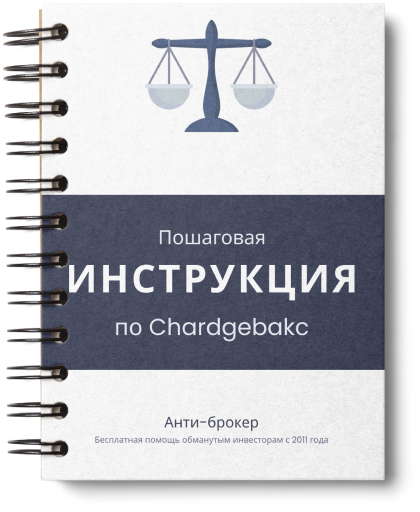 Пошаговая
ИНСТРУКЦИЯ
по Chardgebakc
Анти-брокер
Бесплатная помощь обманутым инвесторам с 2011 года